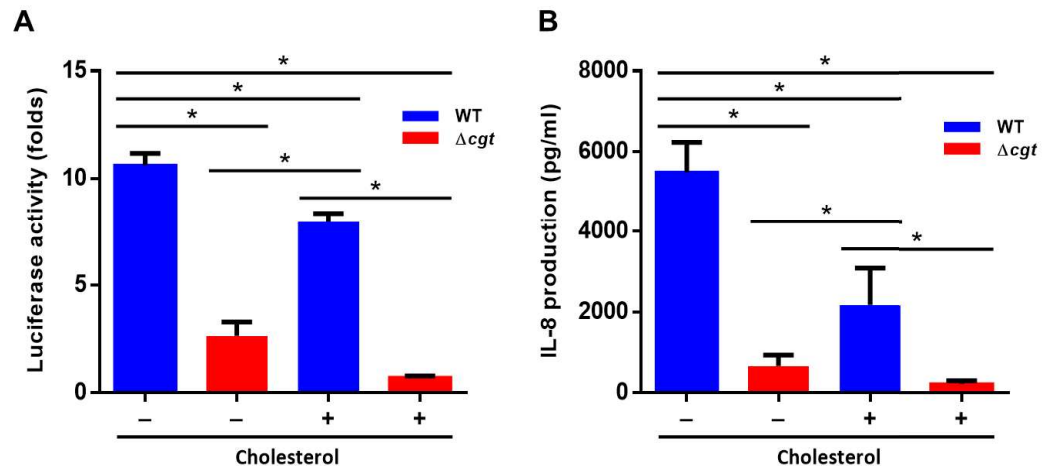 A
Luciferase activity (folds)
15
10
5
0
*
*
*
*
*
WT
Δcgt
– – + +
Cholesterol
B
IL-8 production (pg/ml)
8000
6000
4000
2000
0
*
*
*
*
*
WT
Δcgt
– – + +
Cholesterol